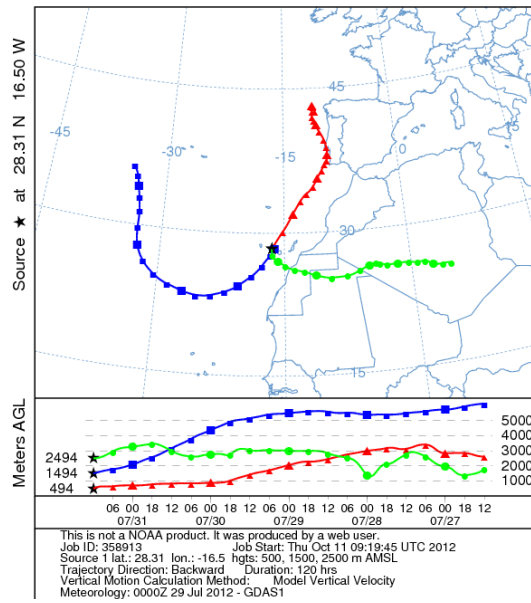 Source ★ at 28.31 N 16.50 W
45
-45
-30
-15
0
15
30
-15
Meters AGL
2494
1494
494
5000
4000
3000
2000
1000
06 00 18 12 06 00 18 12 06 00 18 12 06 00 18 12 06 00 18 12
07/31 07/30 07/29 07/28 07/27
This is not a NOAA product. It was produced by a web user.
Job ID: 358913 Job Start: Thu Oct 11 09:19:45 UTC 2012
Source 1 lat.: 28.31 lon.: -16.5 hgts: 500, 1500, 2500 m AMSL
Trajectory Direction: Backward Duration: 120 hrs
Vertical Motion Calculation Method: Model Vertical Velocity
Meteorology: 0000Z 29 Jul 2012 - GDAS1